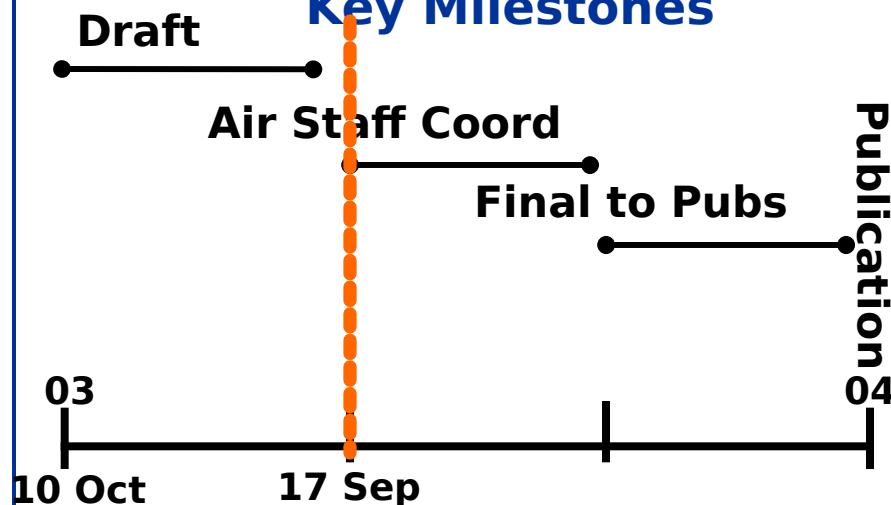 Key Milestones
Draft
Air Staff Coord
Final to Pubs
Publication
03
04
10 Oct
17 Sep